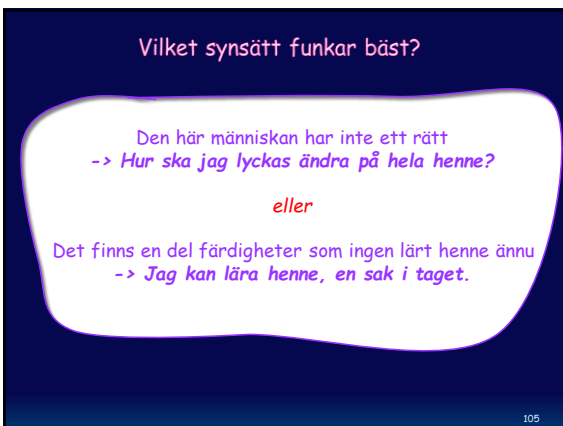 Vilket synsätt funkar bäst?
Den här människan har inte ett rätt
-> Hur ska jag lyckas ändra på hela henne?
eller
Det finns en del färdigheter som ingen lärt henne ännu
-> Jag kan lära henne, en sak i taget.
105